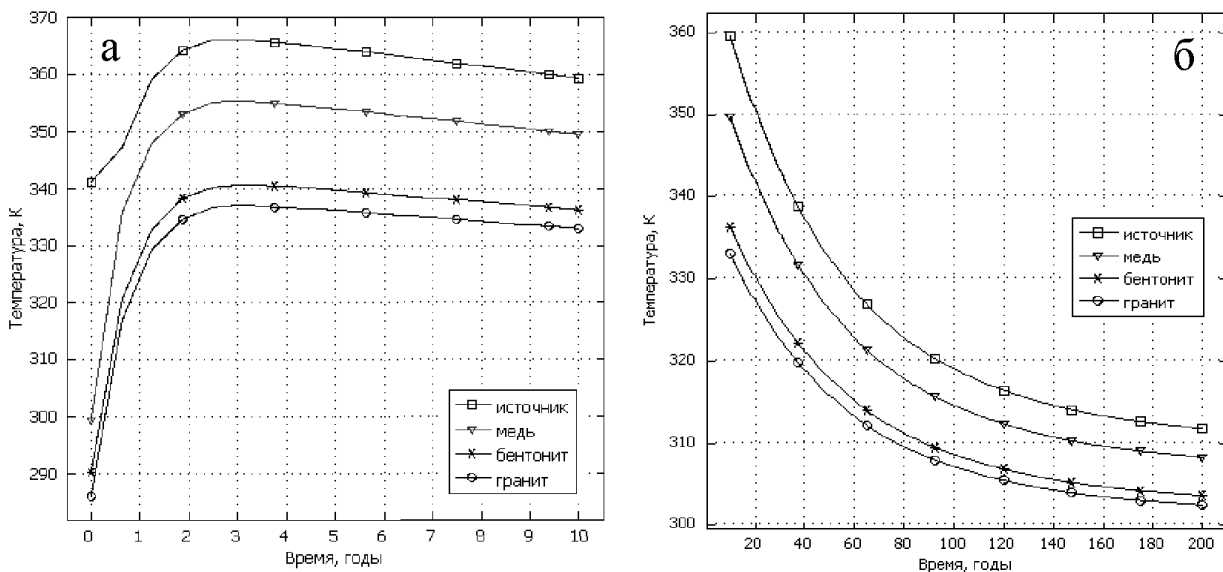 а
370
360
350
340
330
320
310
300
290
Температура, К
источник
медь
бентонит
гранит
0 1 2 3 4 5 6 7 8 9 10
Время, годы
б
360
350
340
330
320
310
300
Температура, К
источник
медь
бентонит
гранит
20 40 60 80 100 120 140 160 180 200
Время, годы